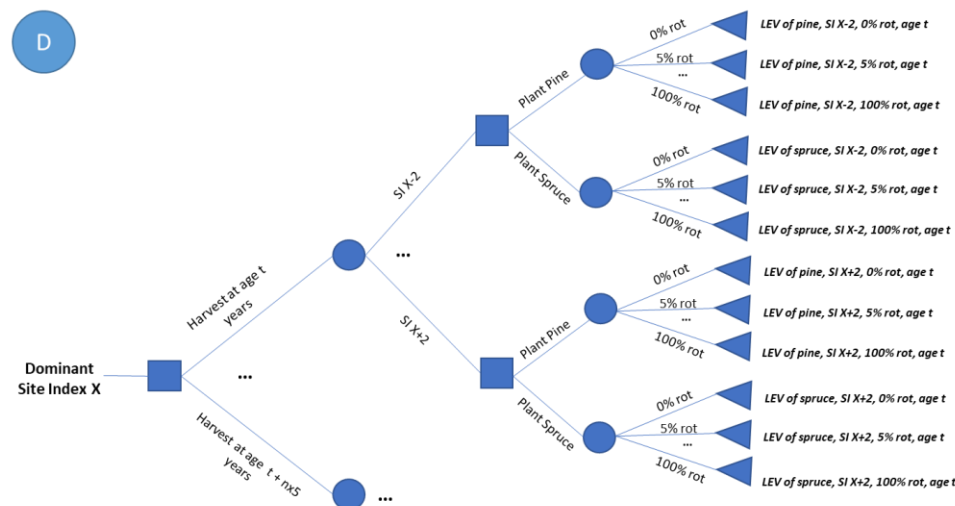 D
0% rot
LEV of pine, SI X-2, 0% rot, age t
Plant Pine
5% rot
...
LEV of pine, SI X-2, 5% rot, age t
100% rot
LEV of pine, SI X-2, 100% rot, age t
SI X-2
Plant Spruce
0% rot
LEV of spruce, SI X-2, 0% rot, age t
5% rot
...
LEV of spruce, SI X-2, 5% rot, age t
100% rot
LEV of spruce, SI X-2, 100% rot, age t
Harvest at age t
years
...
SI X+2
Plant Pine
0% rot
LEV of pine, SI X+2, 0% rot, age t
5% rot
...
LEV of pine, SI X+2, 5% rot, age t
100% rot
LEV of pine, SI X+2, 100% rot, age t
Dominant
Site Index X
...
Plant Spruce
0% rot
LEV of spruce, SI X+2, 0% rot, age t
5% rot
...
LEV of spruce, SI X+2, 5% rot, age t
100% rot
LEV of spruce, SI X+2, 100% rot, age t
Harvest at age t + nx5
years
...